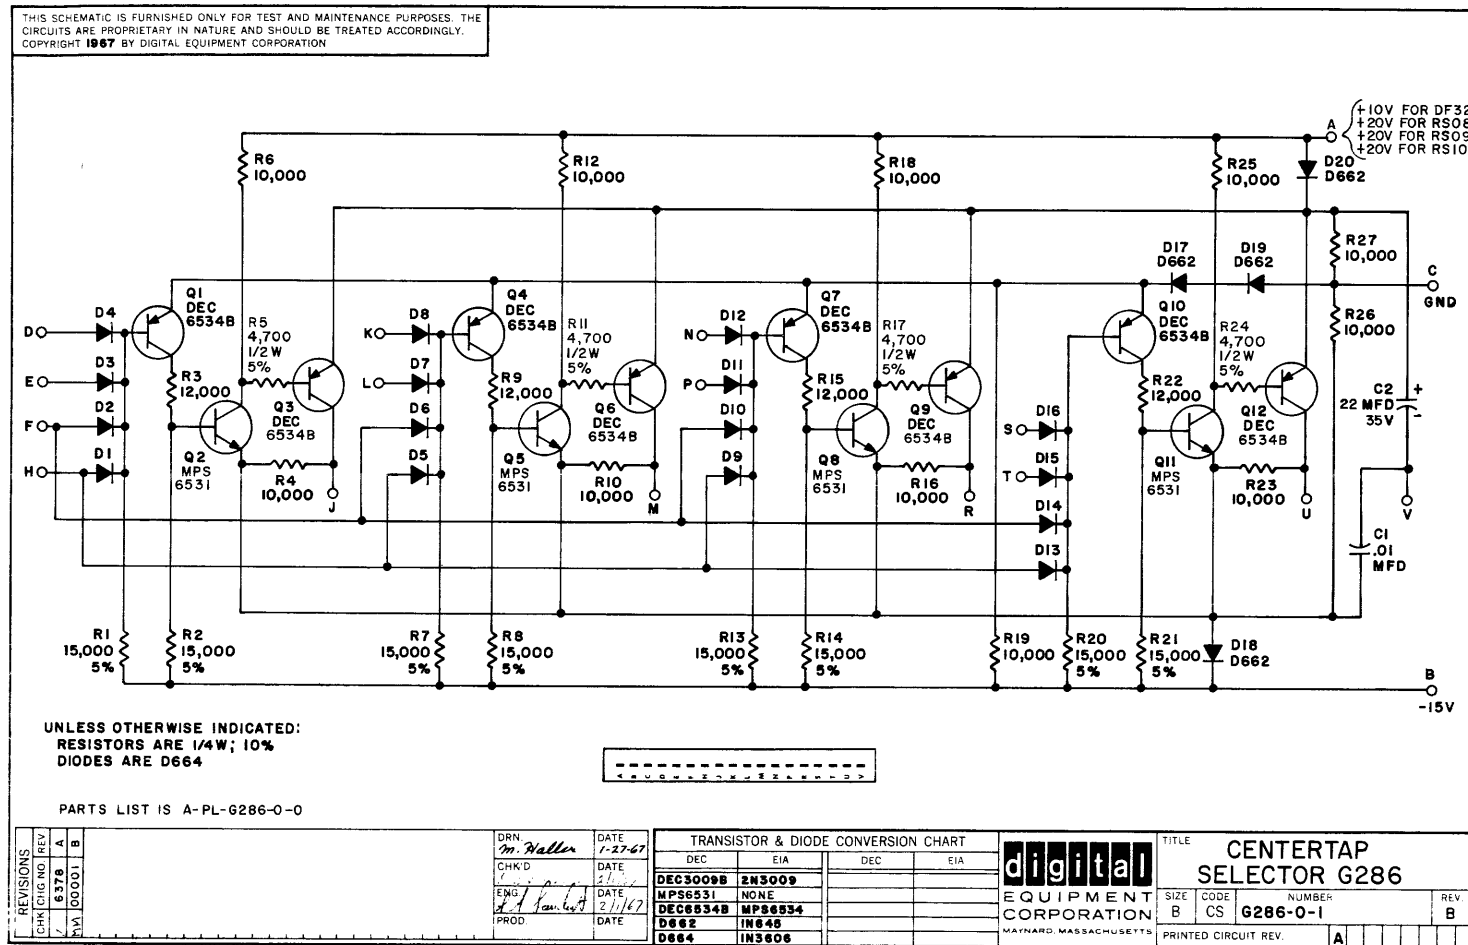 THIS SCHEMATIC IS FURNISHED ONLY FOR TEST AND MAINTENANCE PURPOSES. THE
CIRCUITS ARE PROPRIETARY IN NATURE AND SHOULD BE TREATED ACCORDINGLY.
COPYRIGHT 1967 BY DIGITAL EQUIPMENT CORPORATION
A
+10V FOR DF32
+20V FOR RS08
+20V FOR RS09
+20V FOR RS10
R6
10,000
R12
10,000
R18
10,000
R25
10,000
D20
D662
D17
D662
D19
D662
R27
10,000
C
GND
Q1
DEC
6534B
Q4
DEC
6534B
Q7
DEC
6534B
Q10
DEC
6534B
R26
10,000
D
D4
R5
4,700
1/2W
5%
K
D8
R11
4,700
1/2W
5%
N
D12
R17
4,700
1/2W
5%
R24
4,700
1/2W
5%
E
D3
R3
12,000
L
D7
R9
12,000
P
D11
R15
12,000
R22
12,000
C2
22 MFD
35V
+
-
F
D2
Q3
DEC
6534B
D6
Q6
DEC
6534B
D10
Q9
DEC
6534B
S
D16
Q12
DEC
6534B
H
D1
Q2
MPS
6531
R4
10,000
J
D5
Q5
MPS
6531
R10
10,000
M
D9
Q8
MPS
6531
R16
10,000
R
T
D15
Q11
MPS
6531
R23
10,000
U
V
D14
D13
C1
.01
MFD
R1
15,000
5%
R2
15,000
5%
R7
15,000
5%
R8
15,000
5%
R13
15,000
5%
R14
15,000
5%
R19
10,000
R20
15,000
5%
R21
15,000
5%
D18
D662
B
-15V
UNLESS OTHERWISE INDICATED:
RESISTORS ARE 1/4W; 10%
DIODES ARE D664
A B C D E F H J K L M N P R S T U V
PARTS LIST IS A-PL-G286-0-0
REVISIONS
CHK CHG NO. REV
6378 A
00001 B
DRN.
M. Haller
DATE
1-27-67
CHK'D
DATE
ENG
DATE
2/1/67
PROD.
DATE
TRANSISTOR & DIODE CONVERSION CHART
DEC EIA DEC EIA
DEC3009B 2N3009
MPS6531 NONE
DEC6534B MPS6534
D662 IN645
D664 IN3606
digital
EQUIPMENT
CORPORATION
MAYNARD, MASSACHUSETTS
TITLE
CENTERTAP
SELECTOR G286
SIZE CODE NUMBER REV.
B CS G286-0-1 B
PRINTED CIRCUIT REV. A